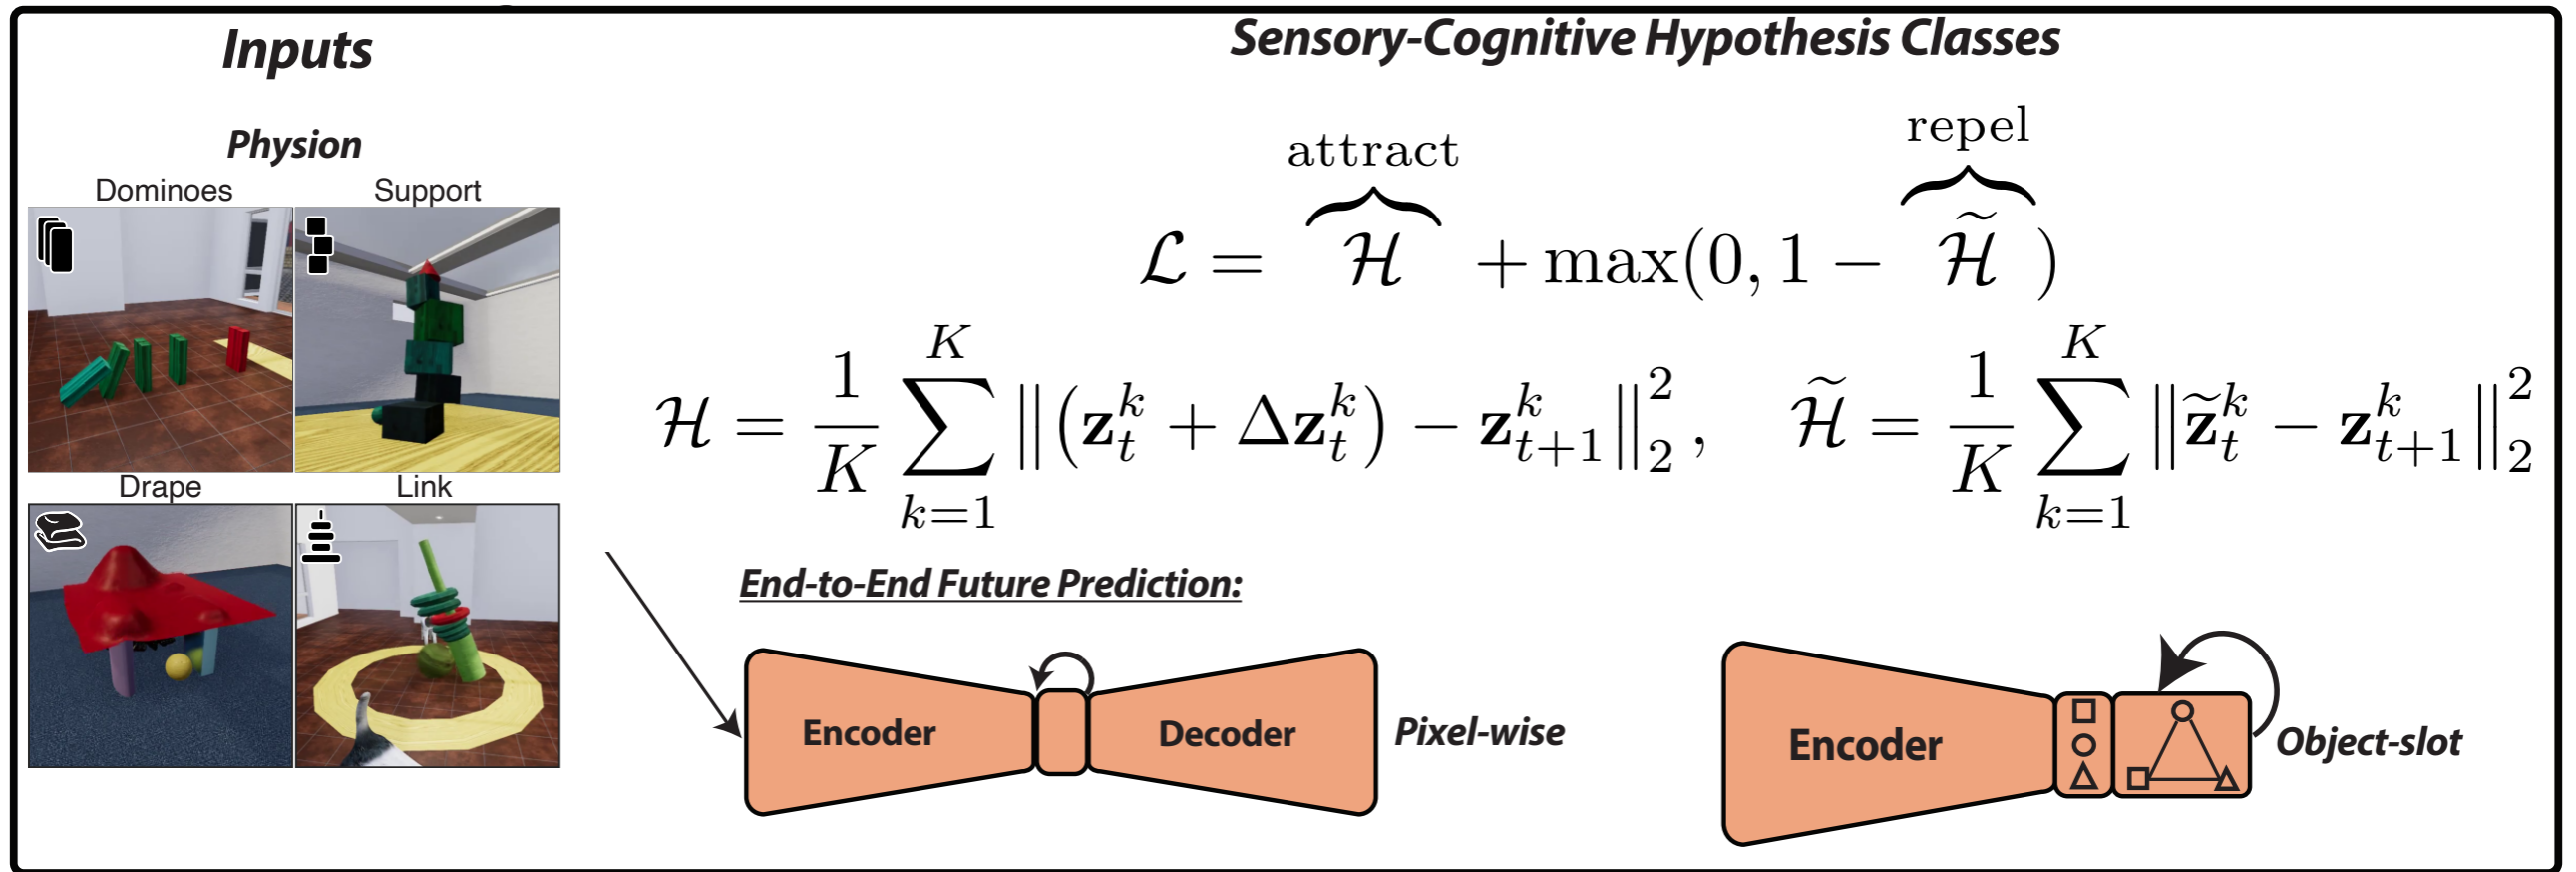 Inputs
Sensory-Cognitive Hypothesis Classes
Physion
Dominoes
Support
Drape
Link
attract
repel
ℒ = ℋ + max(0, 1 − ℋ̃ )
ℋ = 1/K ∑_{k=1}^{K} ‖(𝐳_t^k + Δ𝐳_t^k) − 𝐳_{t+1}^k‖_2^2 , ℋ̃ = 1/K ∑_{k=1}^{K} ‖𝐳̃_t^k − 𝐳_{t+1}^k‖_2^2
End-to-End Future Prediction:
Encoder
Decoder
Pixel-wise
Encoder
Object-slot